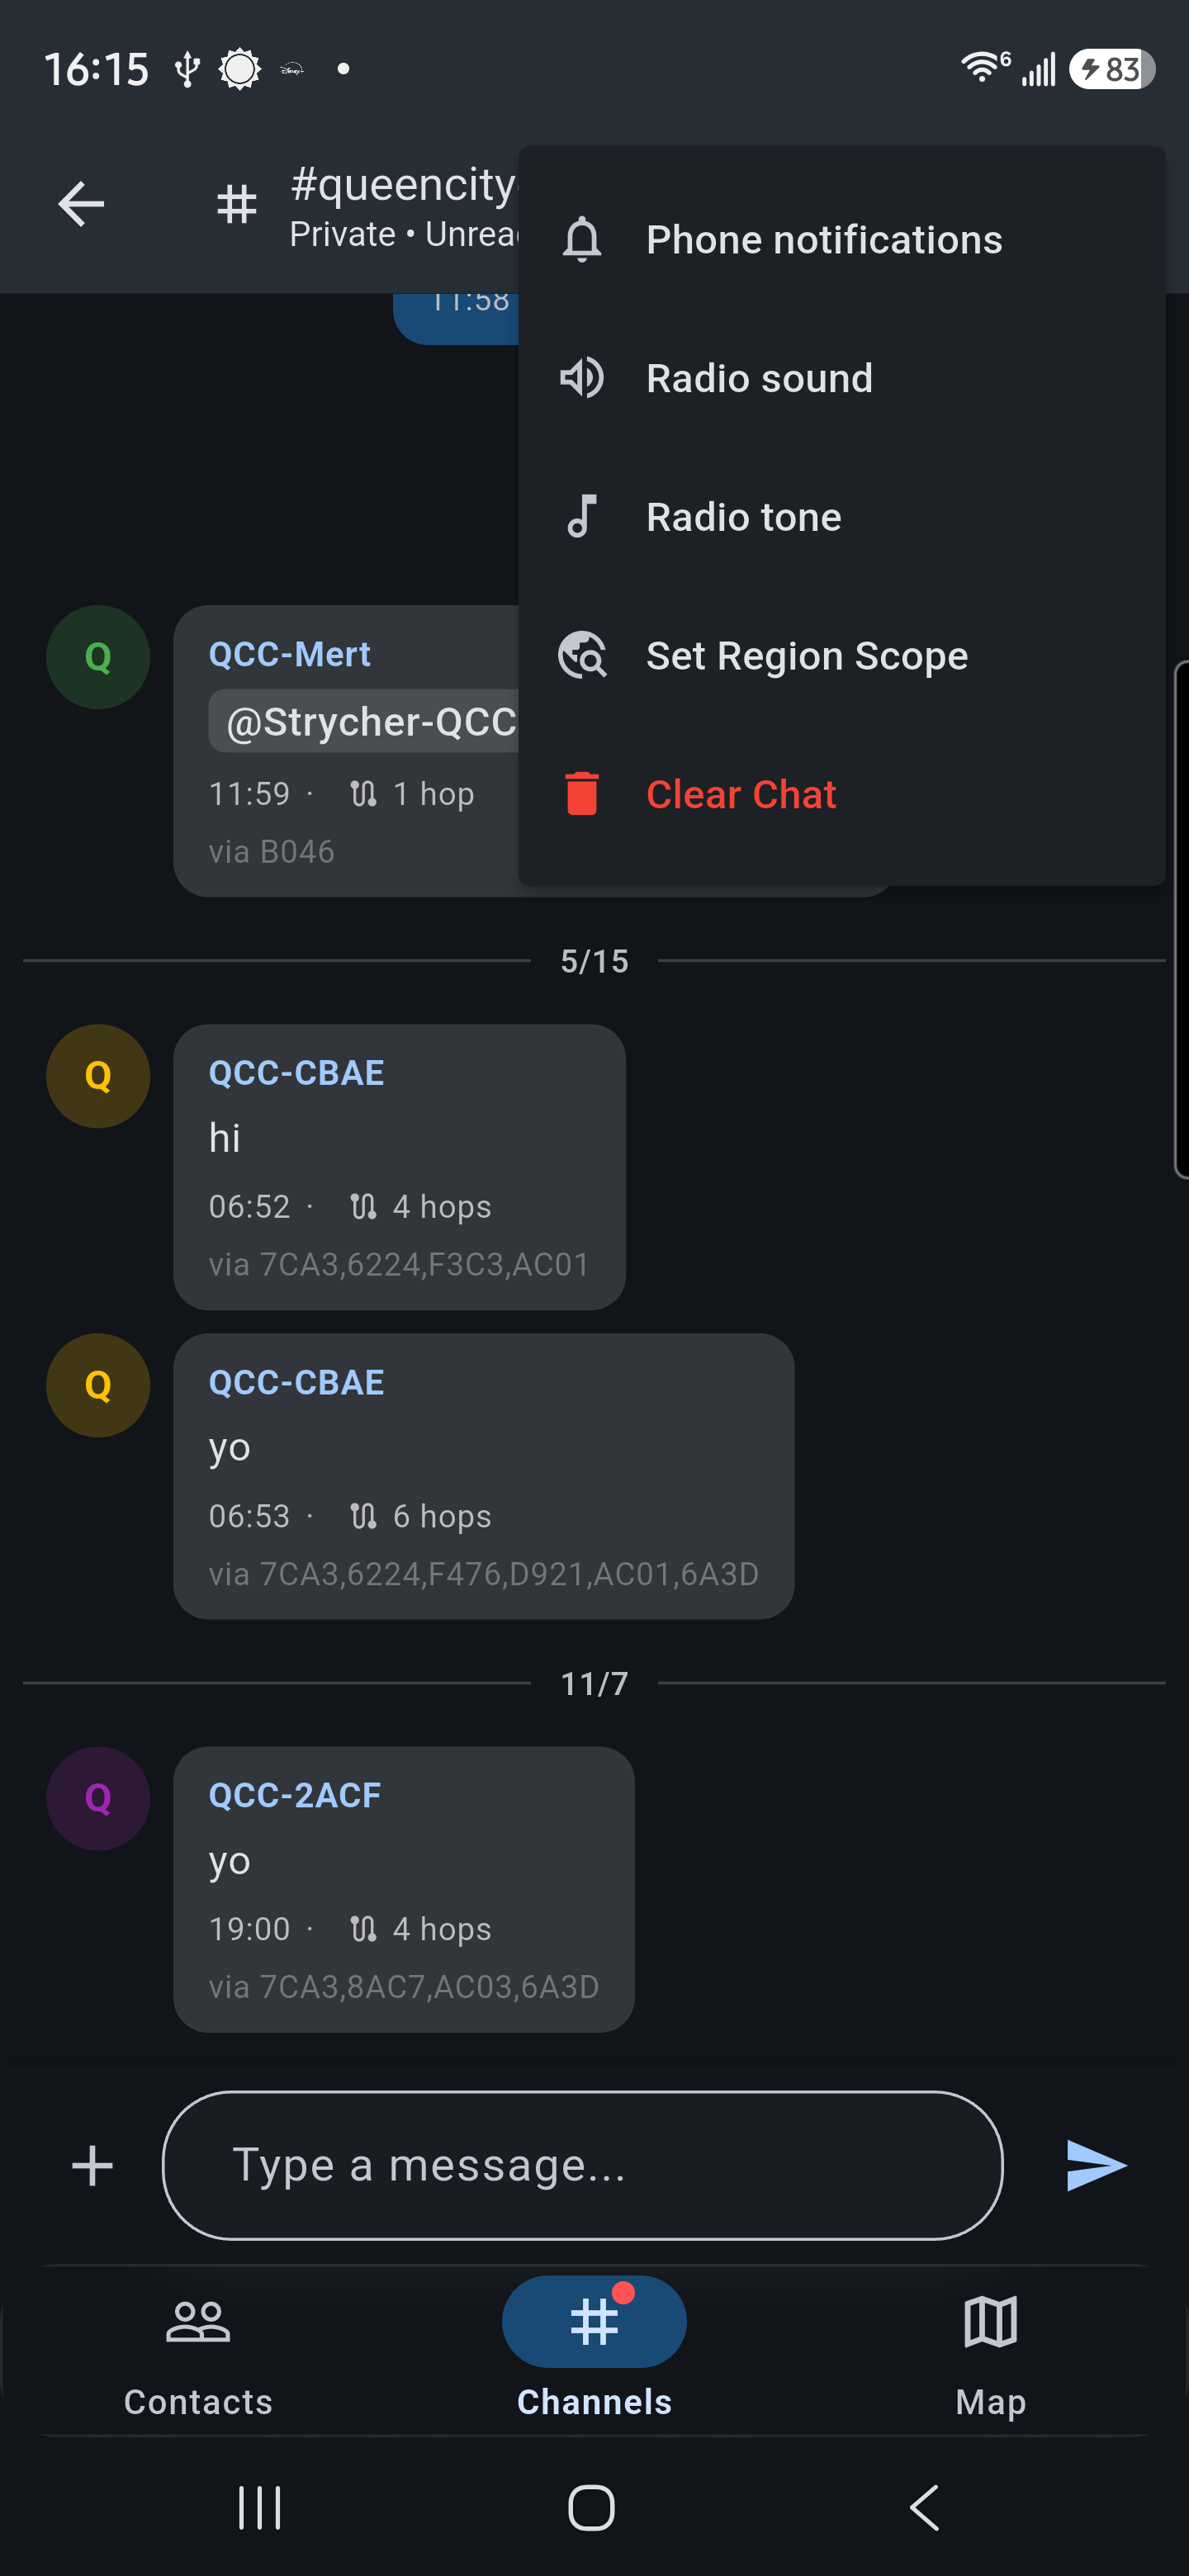 16:15
6
83
#queencity
Private • Unrea
Phone notifications
Radio sound
Radio tone
Set Region Scope
Clear Chat
11:58
Q
QCC-Mert
@Strycher-QCC
11:59 · 1 hop
via B046
5/15
Q
QCC-CBAE
hi
06:52 · 4 hops
via 7CA3,6224,F3C3,AC01
Q
QCC-CBAE
yo
06:53 · 6 hops
via 7CA3,6224,F476,D921,AC01,6A3D
11/7
Q
QCC-2ACF
yo
19:00 · 4 hops
via 7CA3,8AC7,AC03,6A3D
Type a message...
Contacts
Channels
Map